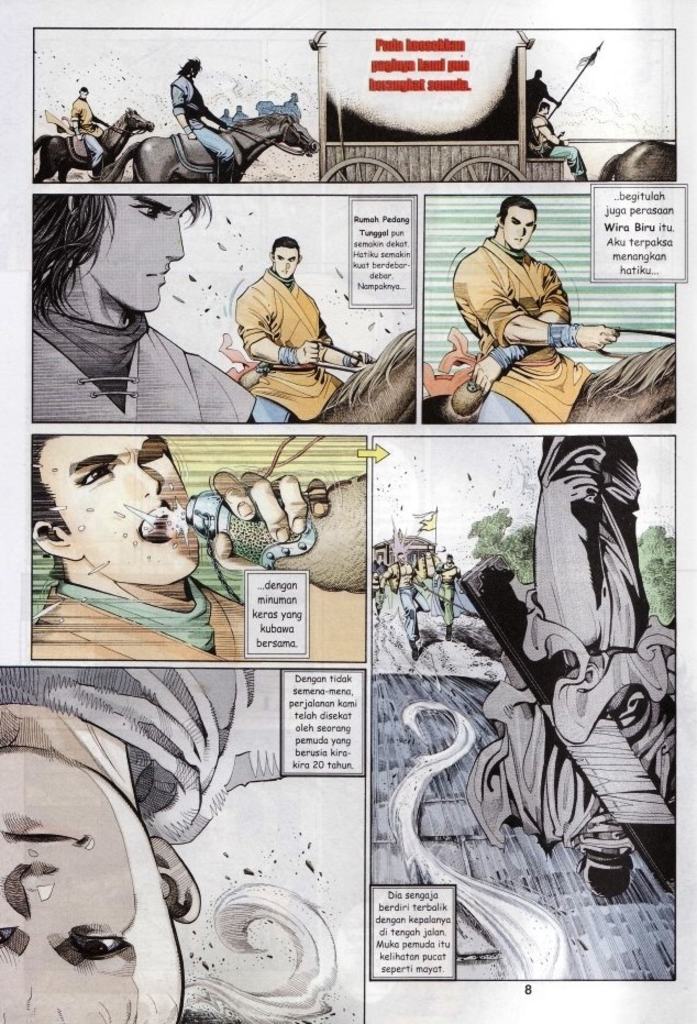 Pada keesokkan
paginya kami pun
berangkat semula.
Rumah Pedang
Tunggal pun
semakin dekat.
Hatiku semakin
kuat berdebar-
debar.
Nampaknya...
..begitulah
juga perasaan
Wira Biru itu.
Aku terpaksa
menangkan
hatiku...
...dengan
minuman
keras yang
kubawa
bersama.
Dengan tidak
semena-mena,
perjalanan kami
telah disekat
oleh seorang
pemuda yang
berusia kira-
kira 20 tahun.
Dia sengaja
berdiri terbalik
dengan kepalanya
di tengah jalan.
Muka pemuda itu
kelihatan pucat
seperti mayat.
8